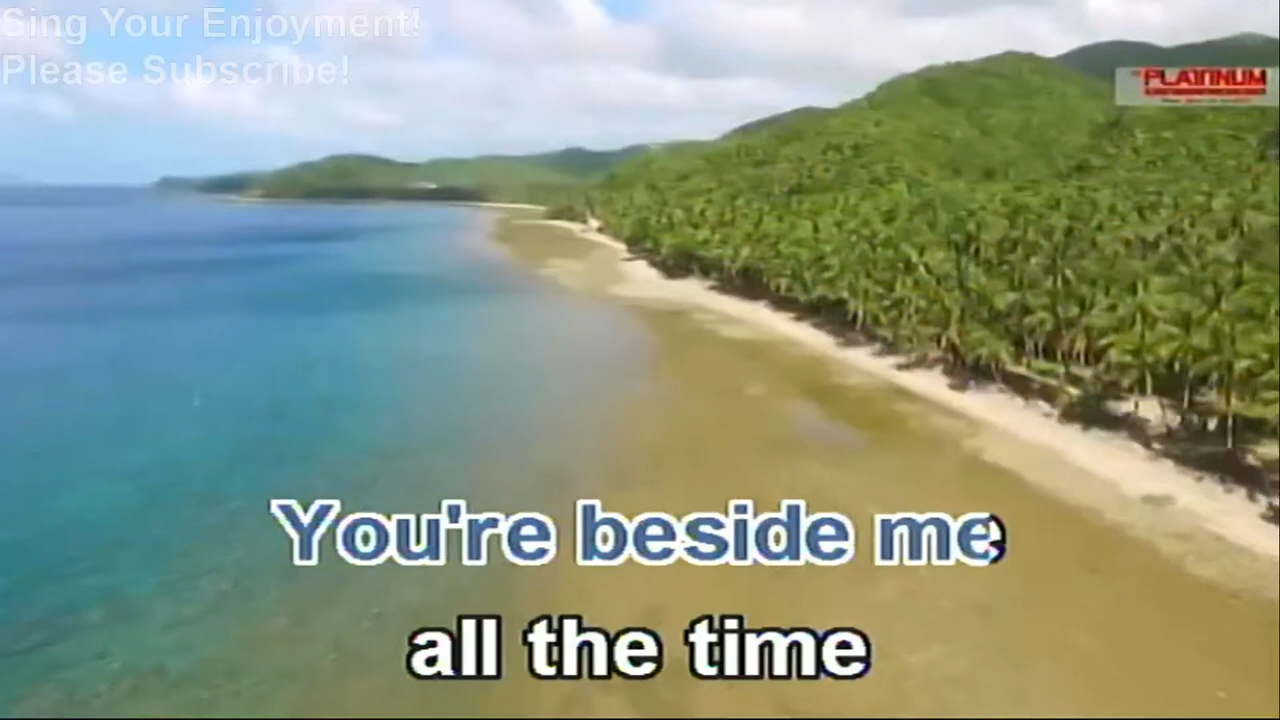 Sing Your Enjoyment!
Please Subscribe!
PLATINUM
You're beside me
all the time